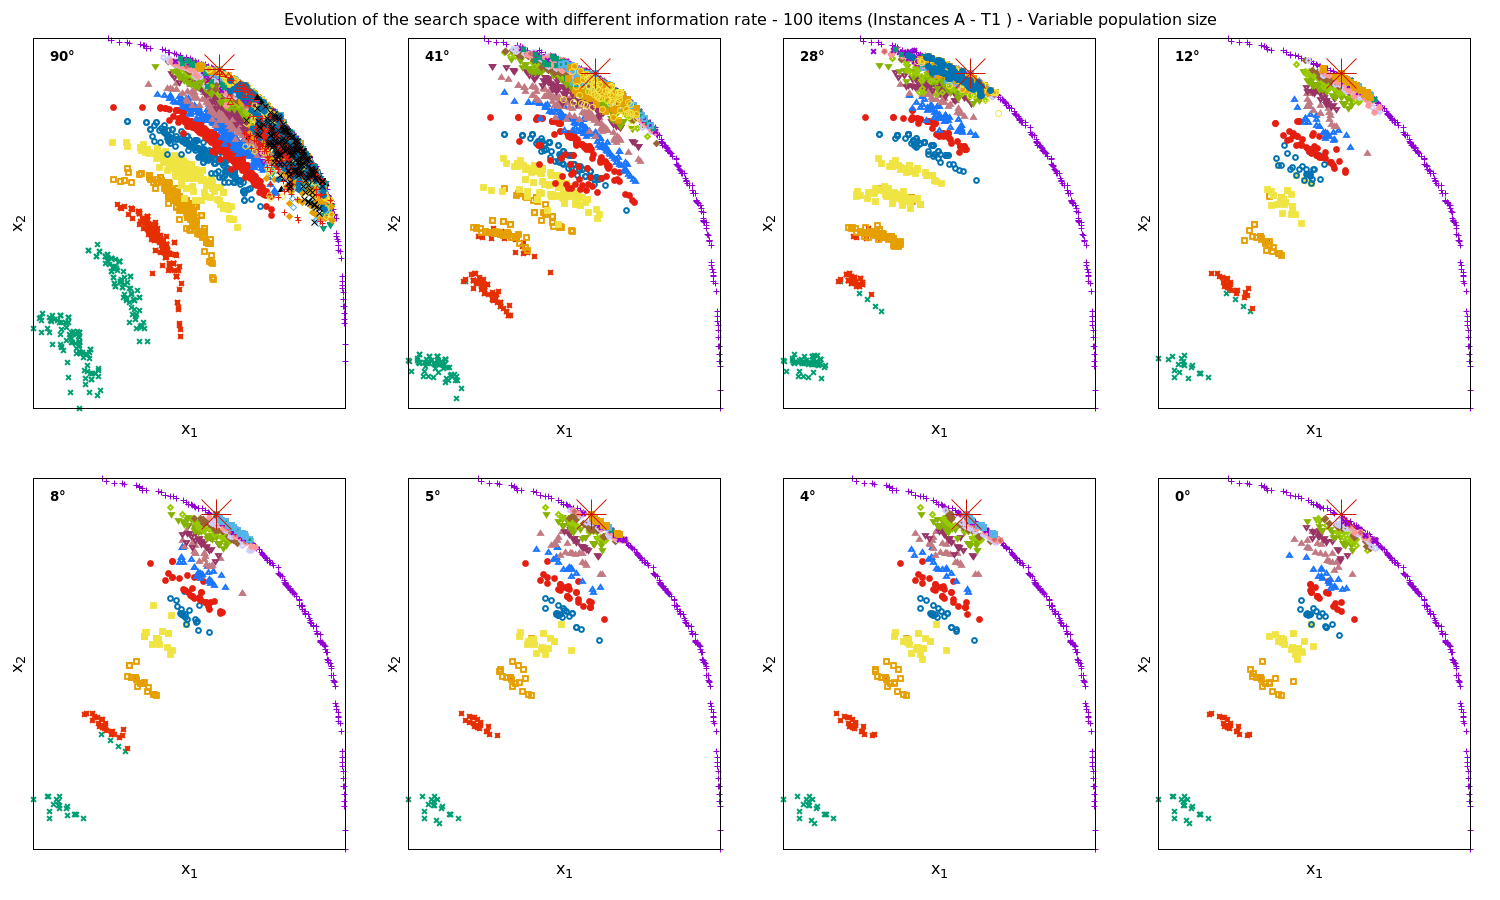 Evolution of the search space with different information rate - 100 items (Instances A - T1 ) - Variable population size
90° 41° 28° 12°
x₂ x₂ x₂ x₂
x₁ x₁ x₁ x₁
8° 5° 4° 0°
x₂ x₂ x₂ x₂
x₁ x₁ x₁ x₁